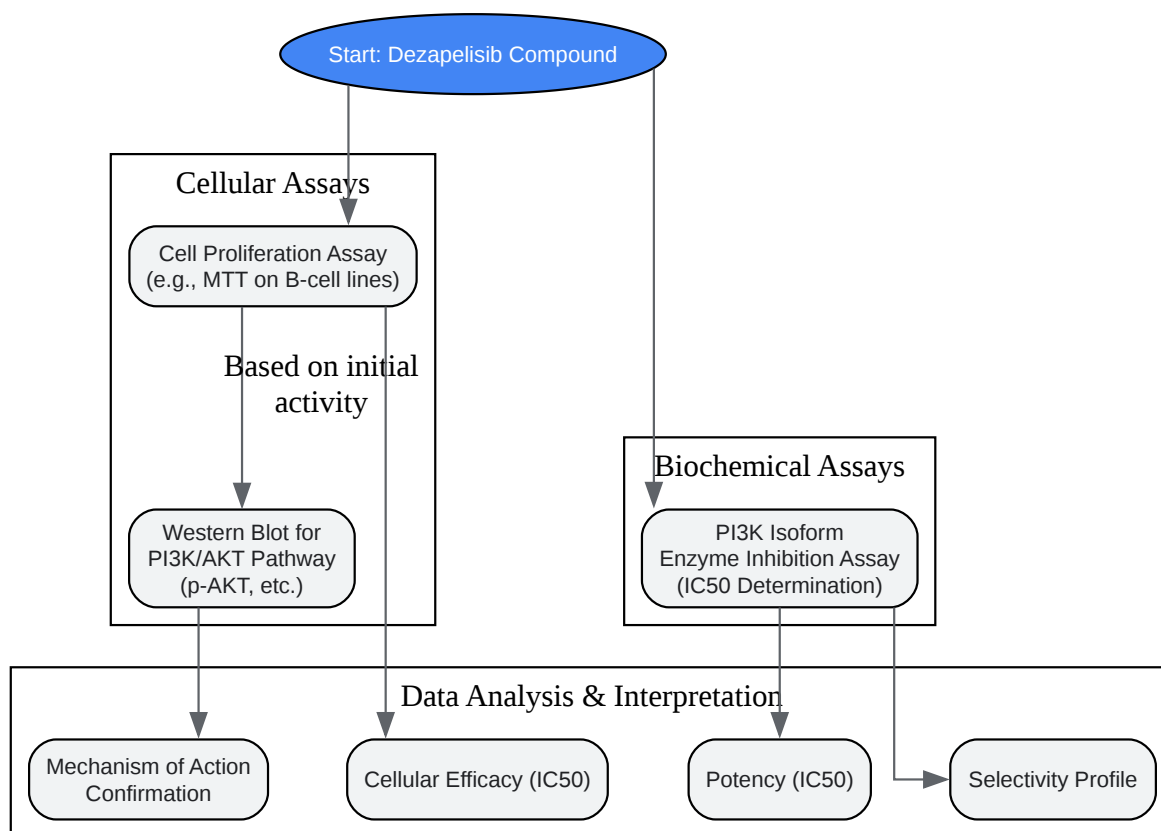 Start: Dezapelisib Compound
Cellular Assays
Cell Proliferation Assay
(e.g., MTT on B-cell lines)
Based on initial
activity
Western Blot for
PI3K/AKT Pathway
(p-AKT, etc.)
Biochemical Assays
PI3K Isoform
Enzyme Inhibition Assay
(IC50 Determination)
Data Analysis & Interpretation
Mechanism of Action
Confirmation
Cellular Efficacy (IC50)
Potency (IC50)
Selectivity Profile